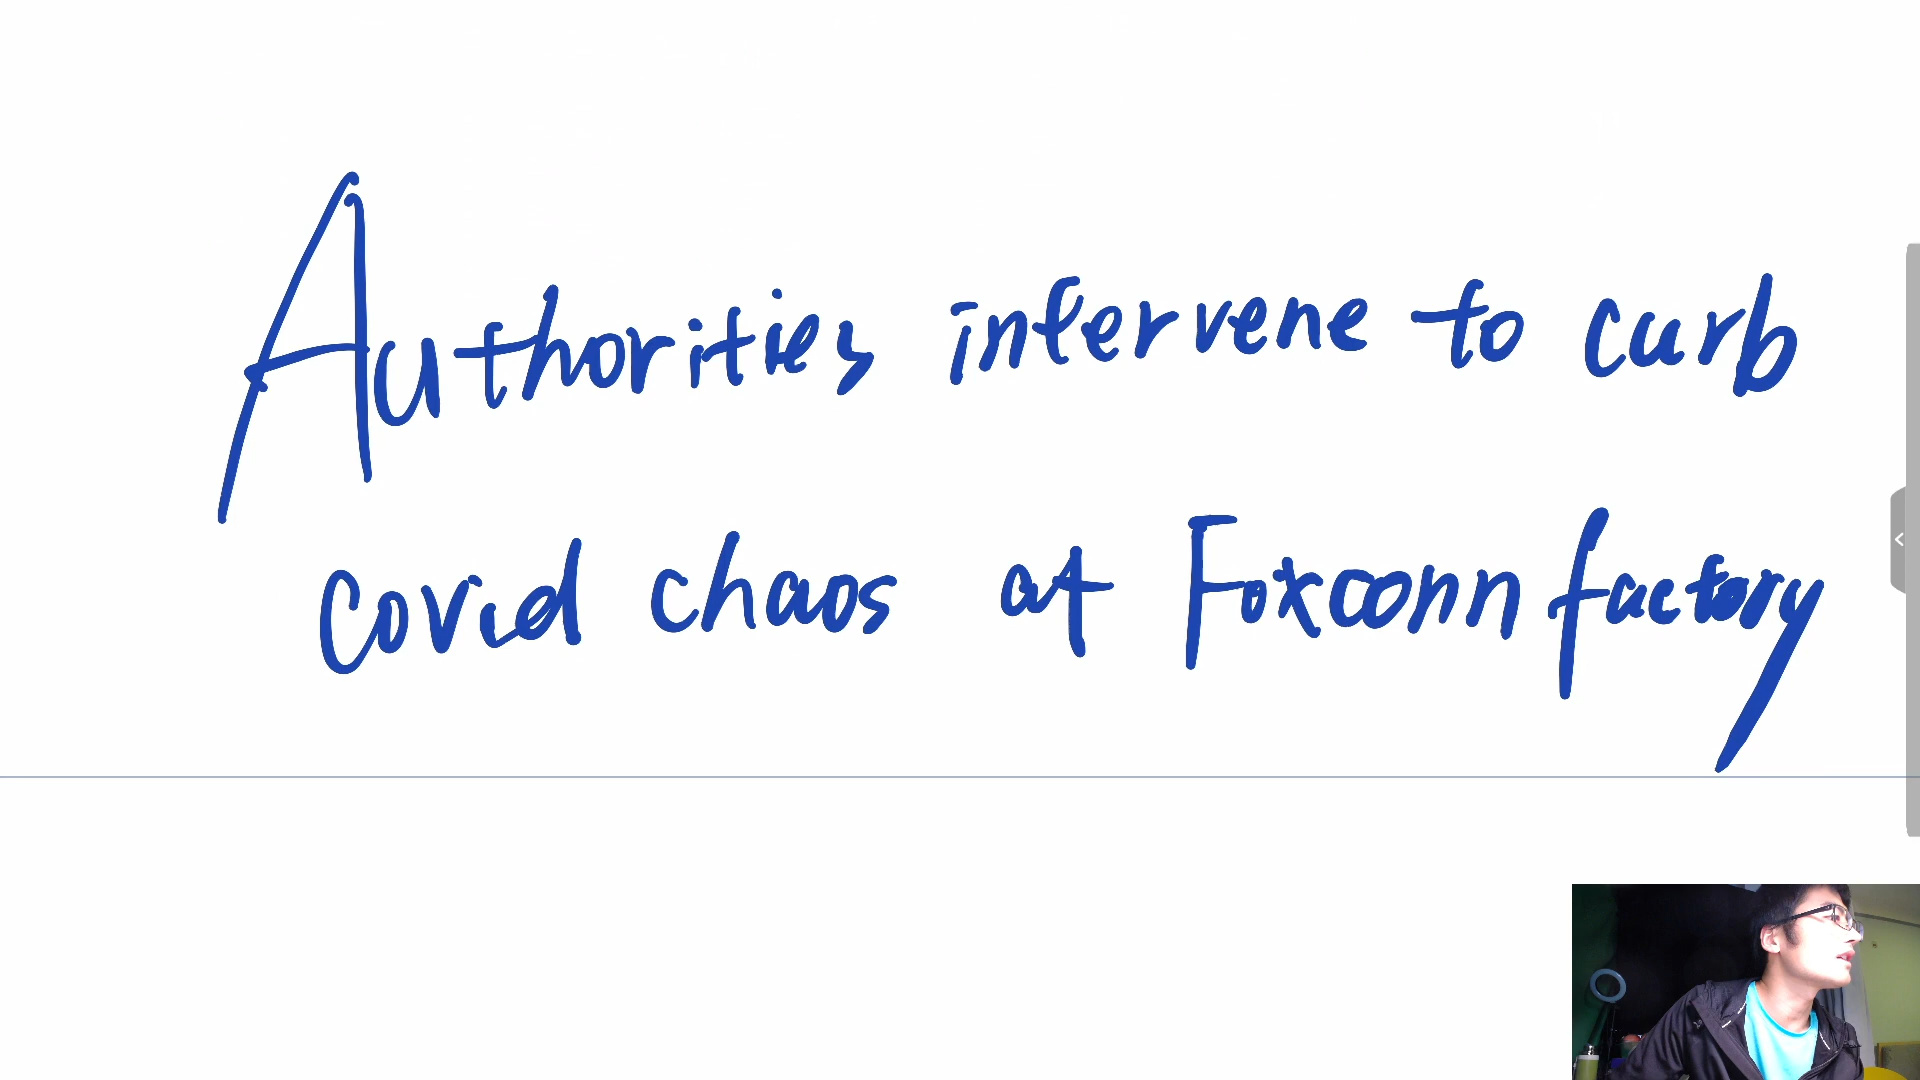 Authorities intervene to curb
covid chaos at Foxconn factory